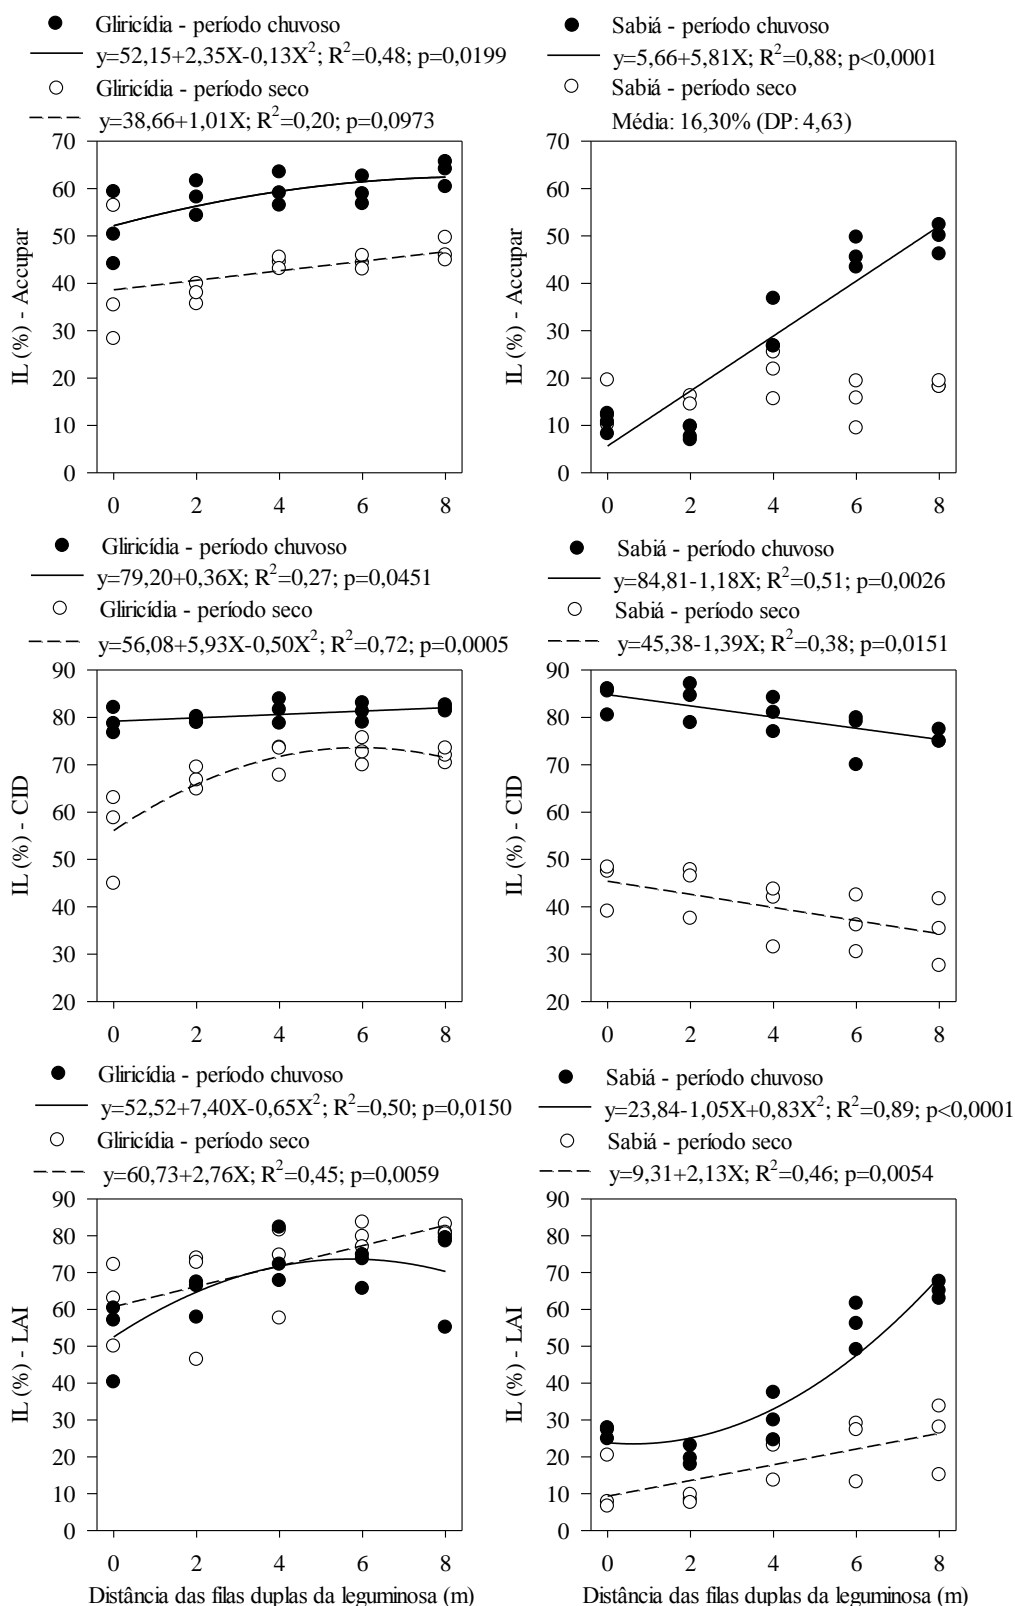 Gliricídia - período chuvoso
y=52,15+2,35X-0,13X²; R²=0,48; p=0,0199
Gliricídia - período seco
y=38,66+1,01X; R²=0,20; p=0,0973
70
60
50
40
30
20
10
0
IL (%) - Accupar
0 2 4 6 8
Sabiá - período chuvoso
y=5,66+5,81X; R²=0,88; p<0,0001
Sabiá - período seco
Média: 16,30% (DP: 4,63)
70
60
50
40
30
20
10
0
IL (%) - Accupar
0 2 4 6 8
Gliricídia - período chuvoso
y=79,20+0,36X; R²=0,27; p=0,0451
Gliricídia - período seco
y=56,08+5,93X-0,50X²; R²=0,72; p=0,0005
90
80
70
60
50
40
30
20
IL (%) - CID
0 2 4 6 8
Sabiá - período chuvoso
y=84,81-1,18X; R²=0,51; p=0,0026
Sabiá - período seco
y=45,38-1,39X; R²=0,38; p=0,0151
90
80
70
60
50
40
30
20
IL (%) - CID
0 2 4 6 8
Gliricídia - período chuvoso
y=52,52+7,40X-0,65X²; R²=0,50; p=0,0150
Gliricídia - período seco
y=60,73+2,76X; R²=0,45; p=0,0059
90
80
70
60
50
40
30
20
10
0
IL (%) - LAI
0 2 4 6 8
Distância das filas duplas da leguminosa (m)
Sabiá - período chuvoso
y=23,84-1,05X+0,83X²; R²=0,89; p<0,0001
Sabiá - período seco
y=9,31+2,13X; R²=0,46; p=0,0054
90
80
70
60
50
40
30
20
10
0
IL (%) - LAI
0 2 4 6 8
Distância das filas duplas da leguminosa (m)